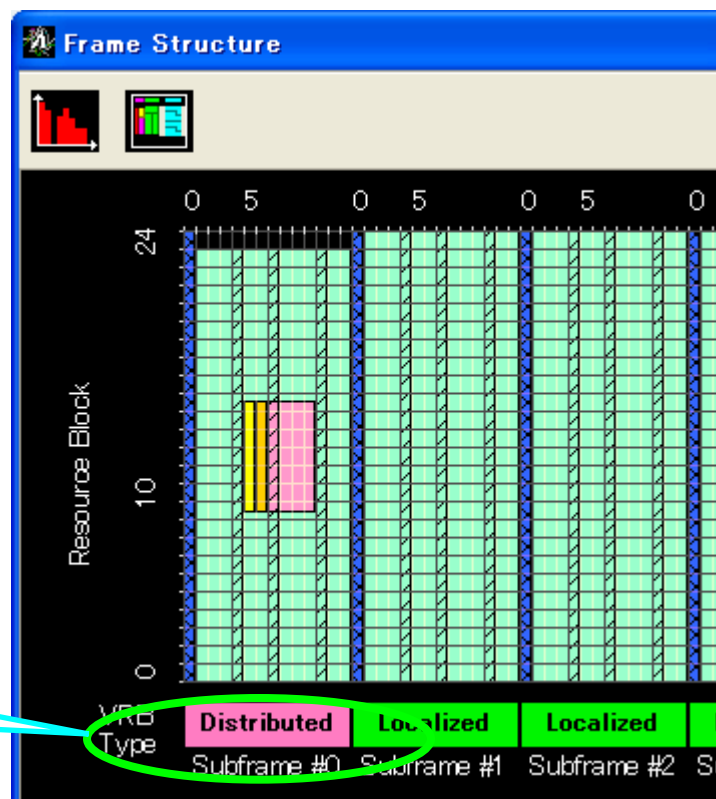 Frame Structure
0 5 0 5 0 5 0
24
Resource Block
10
0
VRB Type
Distributed Localized Localized
Subframe #0 Subframe #1 Subframe #2